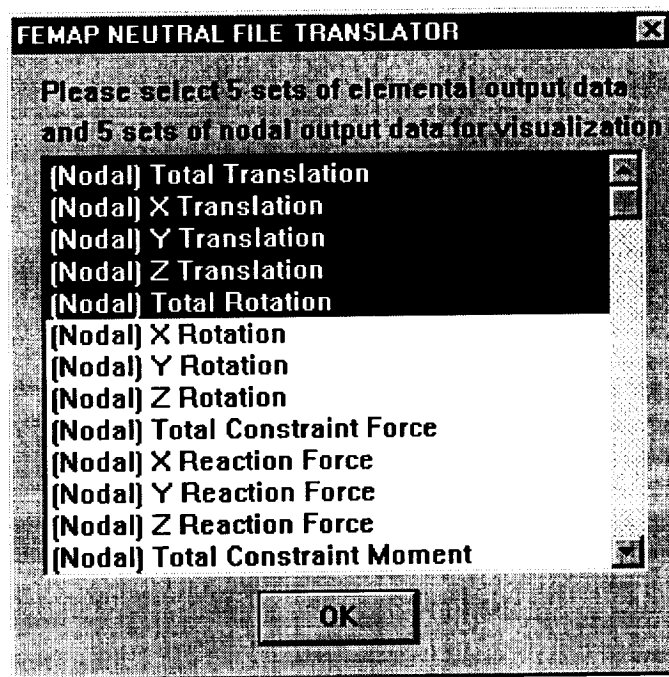 FEMAP NEUTRAL FILE TRANSLATOR
Please select 5 sets of elemental output data
and 5 sets of nodal output data for visualization
(Nodal) Total Translation
(Nodal) X Translation
(Nodal) Y Translation
(Nodal) Z Translation
(Nodal) Total Rotation
(Nodal) X Rotation
(Nodal) Y Rotation
(Nodal) Z Rotation
(Nodal) Total Constraint Force
(Nodal) X Reaction Force
(Nodal) Y Reaction Force
(Nodal) Z Reaction Force
(Nodal) Total Constraint Moment
OK